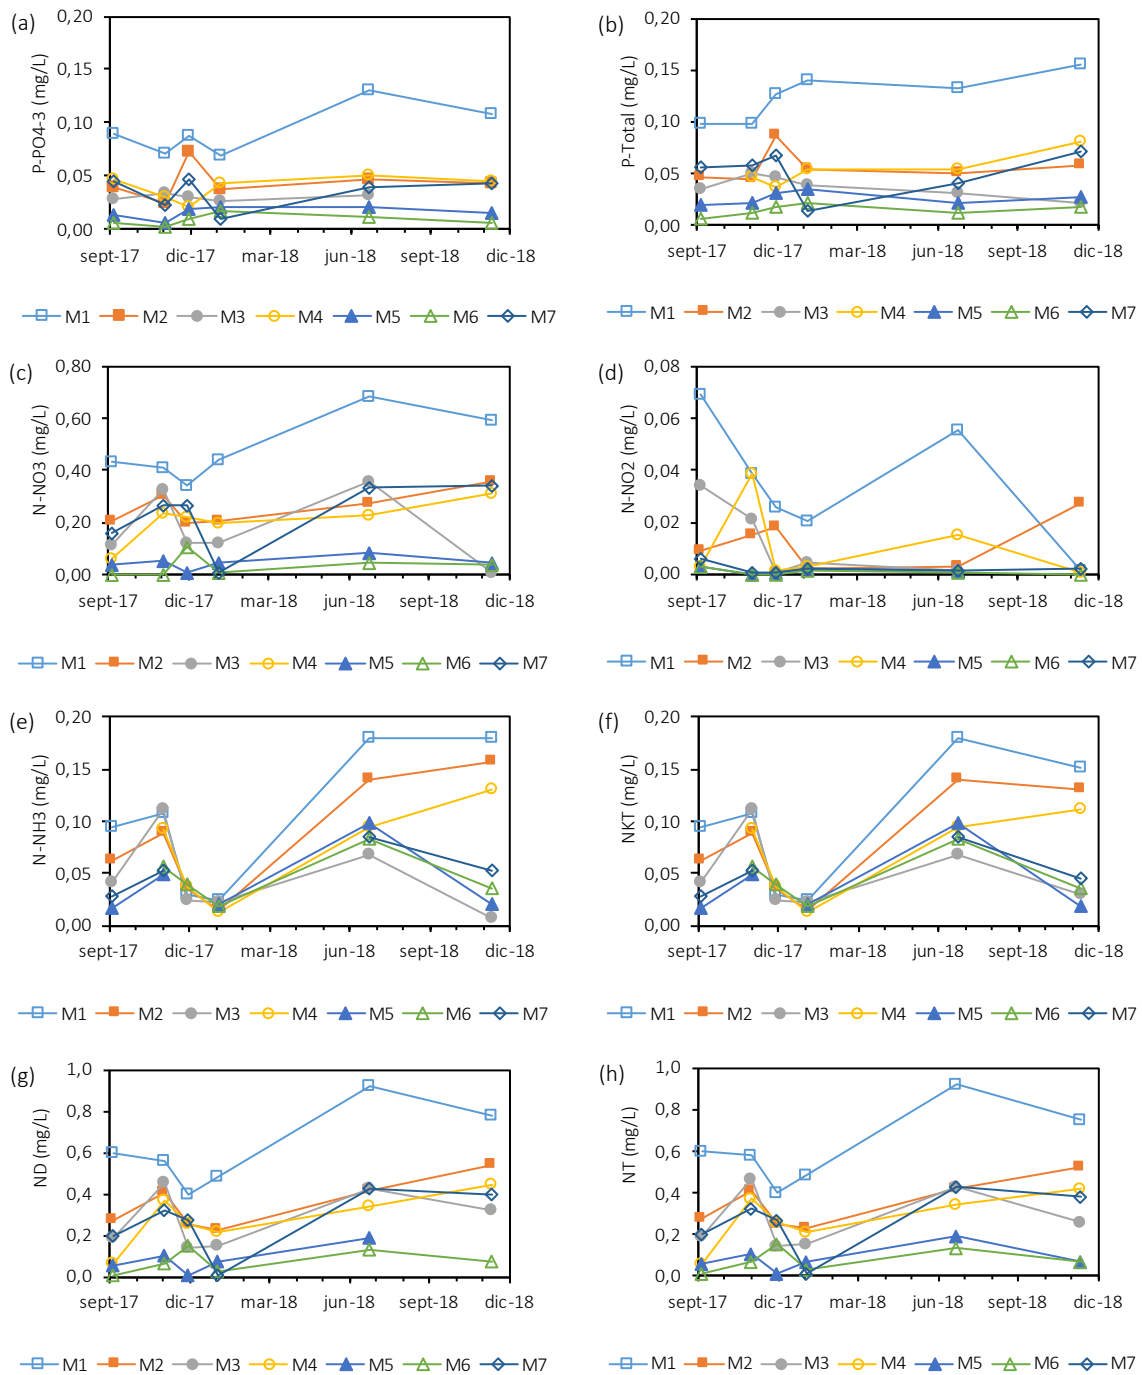 (a)
P-PO4-3 (mg/L)
0,20
0,15
0,10
0,05
0,00
sept-17 dic-17 mar-18 jun-18 sept-18 dic-18
M1 M2 M3 M4 M5 M6 M7
(b)
P-Total (mg/L)
0,20
0,15
0,10
0,05
0,00
sept-17 dic-17 mar-18 jun-18 sept-18 dic-18
M1 M2 M3 M4 M5 M6 M7
(c)
N-NO3 (mg/L)
0,80
0,60
0,40
0,20
0,00
sept-17 dic-17 mar-18 jun-18 sept-18 dic-18
M1 M2 M3 M4 M5 M6 M7
(d)
N-NO2 (mg/L)
0,08
0,06
0,04
0,02
0,00
sept-17 dic-17 mar-18 jun-18 sept-18 dic-18
M1 M2 M3 M4 M5 M6 M7
(e)
N-NH3 (mg/L)
0,20
0,15
0,10
0,05
0,00
sept-17 dic-17 mar-18 jun-18 sept-18 dic-18
M1 M2 M3 M4 M5 M6 M7
(f)
NKT (mg/L)
0,20
0,15
0,10
0,05
0,00
sept-17 dic-17 mar-18 jun-18 sept-18 dic-18
M1 M2 M3 M4 M5 M6 M7
(g)
ND (mg/L)
1,0
0,8
0,6
0,4
0,2
0,0
sept-17 dic-17 mar-18 jun-18 sept-18 dic-18
M1 M2 M3 M4 M5 M6 M7
(h)
NT (mg/L)
1,0
0,8
0,6
0,4
0,2
0,0
sept-17 dic-17 mar-18 jun-18 sept-18 dic-18
M1 M2 M3 M4 M5 M6 M7